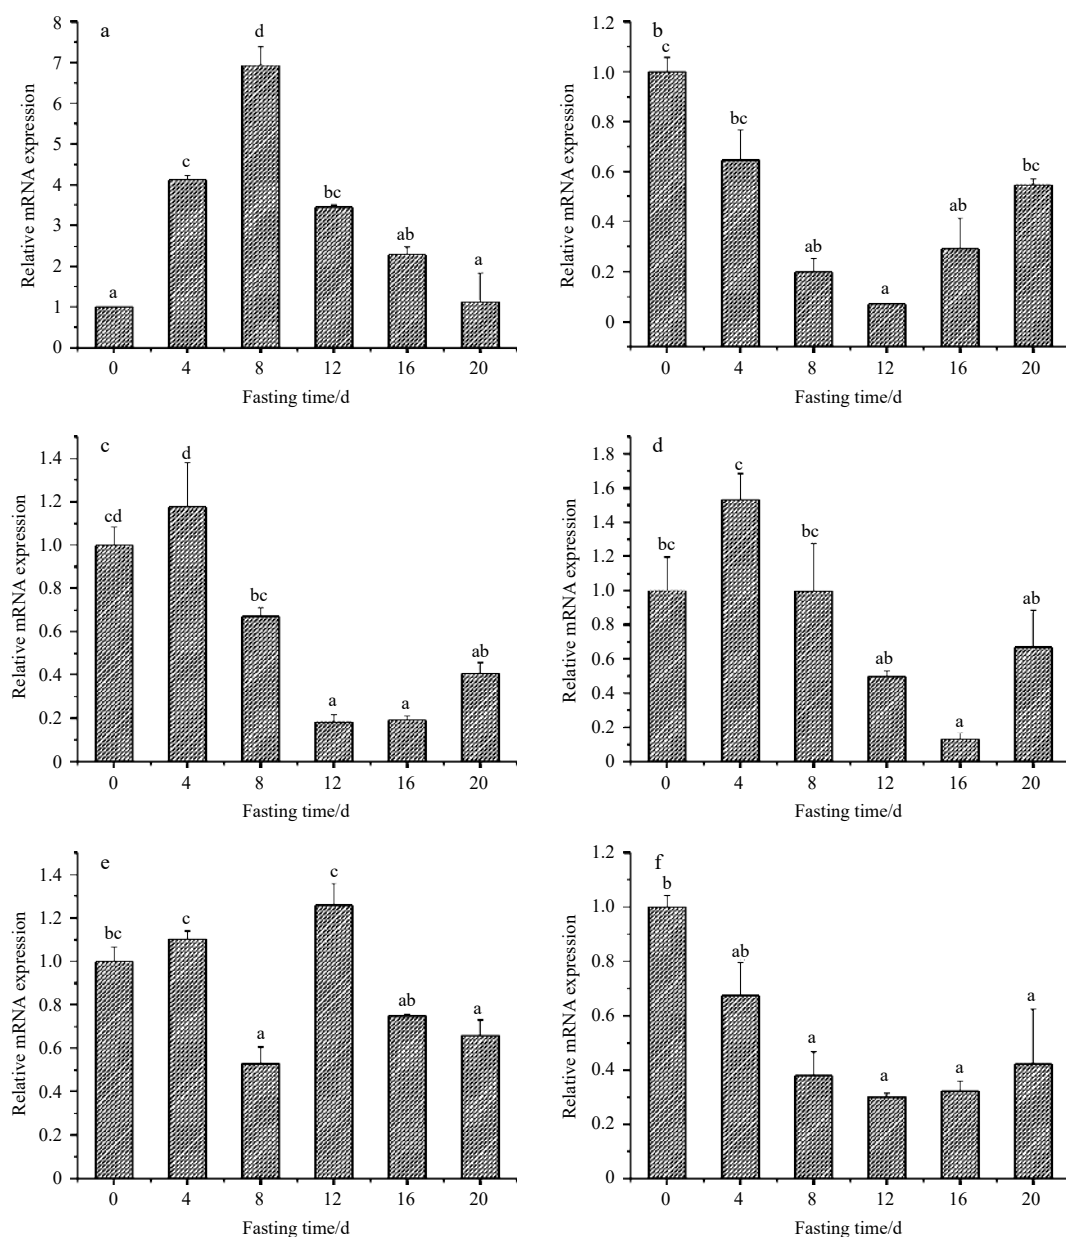 a
Relative mRNA expression
8
7
6
5
4
3
2
1
0
a
c
d
bc
ab
a
0 4 8 12 16 20
Fasting time/d
b
Relative mRNA expression
1.2
1.0
0.8
0.6
0.4
0.2
0
c
bc
ab
a
ab
bc
0 4 8 12 16 20
Fasting time/d
c
Relative mRNA expression
1.4
1.2
1.0
0.8
0.6
0.4
0.2
0
cd
d
bc
a
a
ab
0 4 8 12 16 20
Fasting time/d
d
Relative mRNA expression
1.8
1.6
1.4
1.2
1.0
0.8
0.6
0.4
0.2
0
bc
c
bc
ab
a
ab
0 4 8 12 16 20
Fasting time/d
e
Relative mRNA expression
1.4
1.2
1.0
0.8
0.6
0.4
0.2
0
bc
c
a
c
ab
a
0 4 8 12 16 20
Fasting time/d
f
Relative mRNA expression
1.2
1.0
0.8
0.6
0.4
0.2
0
b
ab
a
a
a
a
0 4 8 12 16 20
Fasting time/d